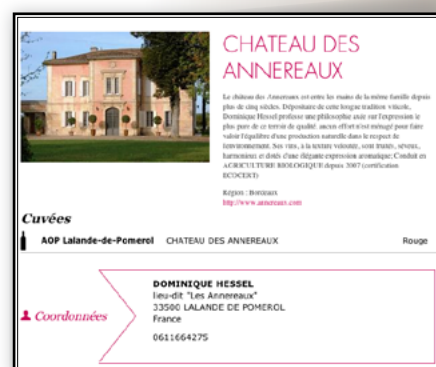 CHATEAU DES
ANNEREAUX
Le château des Annereaux est entre les mains de la même famille depuis
plus de cinq siècles. Dépositaire de cette longue tradition viticole,
Dominique Hessel professe une philosophie axée sur l'expression la
plus pure de ce terroir de qualité: aucun effort n'est ménagé pour faire
valoir l'équilibre d'une production naturelle dans le respect de
l'environnement. Ses vins, à la texture veloutée, sont fruités, séveux,
harmonieux et dotés d'une élégante expression aromatique; Conduit en
AGRICULTURE BIOLOGIQUE depuis 2007 (certification
ECOCERT)
Région : Bordeaux
http://www.annereaux.com
Cuvées
AOP Lalande-de-Pomerol CHATEAU DES ANNEREAUX Rouge
Coordonnées
DOMINIQUE HESSEL
lieu-dit "Les Annereaux"
33500 LALANDE DE POMEROL
France
0611664275